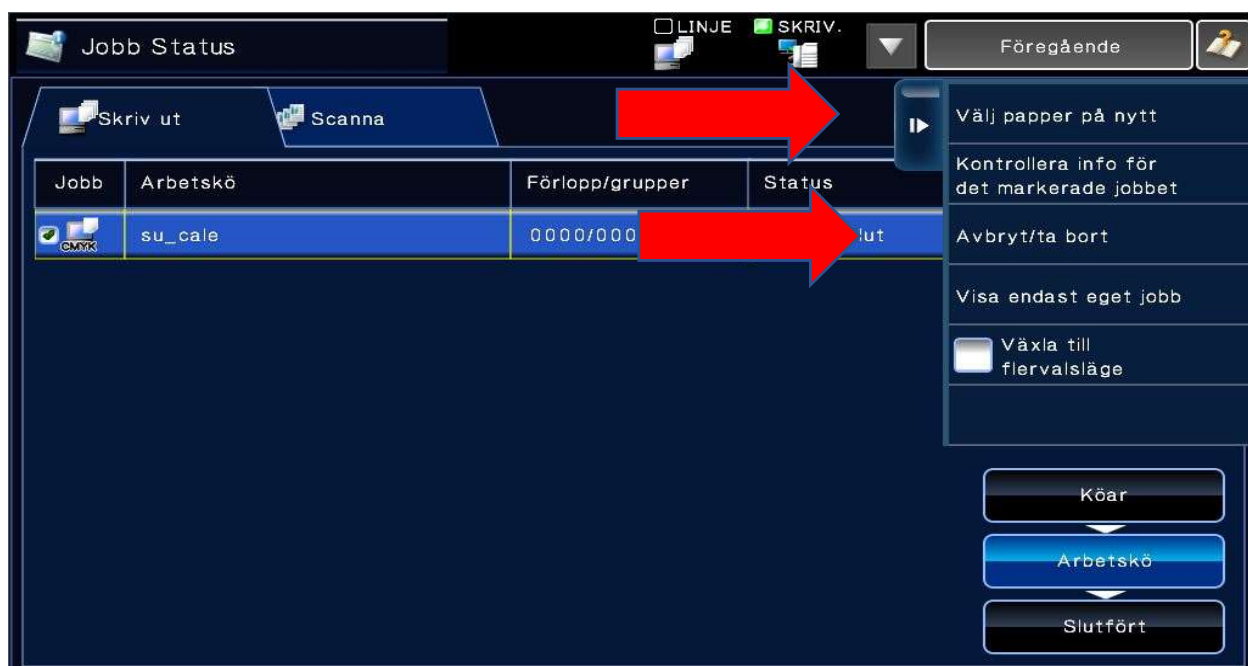 Jobb Status
LINJE
SKRIV.
Föregående
Skriv ut
Scanna
Välj papper på nytt
Kontrollera info för
det markerade jobbet
Avbryt/ta bort
Visa endast eget jobb
Växla till
flervalsläge
Jobb
Arbetskö
Förlopp/grupper
Status
CMYK
su_cale
0000/000
Köar
Arbetskö
Slutfört